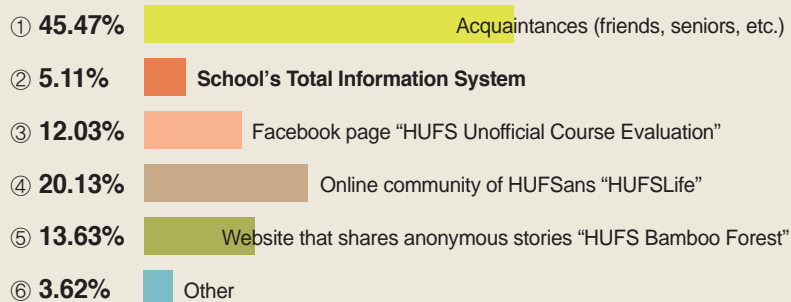 ① 45.47% Acquaintances (friends, seniors, etc.)
② 5.11% School's Total Information System
③ 12.03% Facebook page “HUFS Unofficial Course Evaluation”
④ 20.13% Online community of HUFSans “HUFSLife”
⑤ 13.63% Website that shares anonymous stories “HUFS Bamboo Forest”
⑥ 3.62% Other